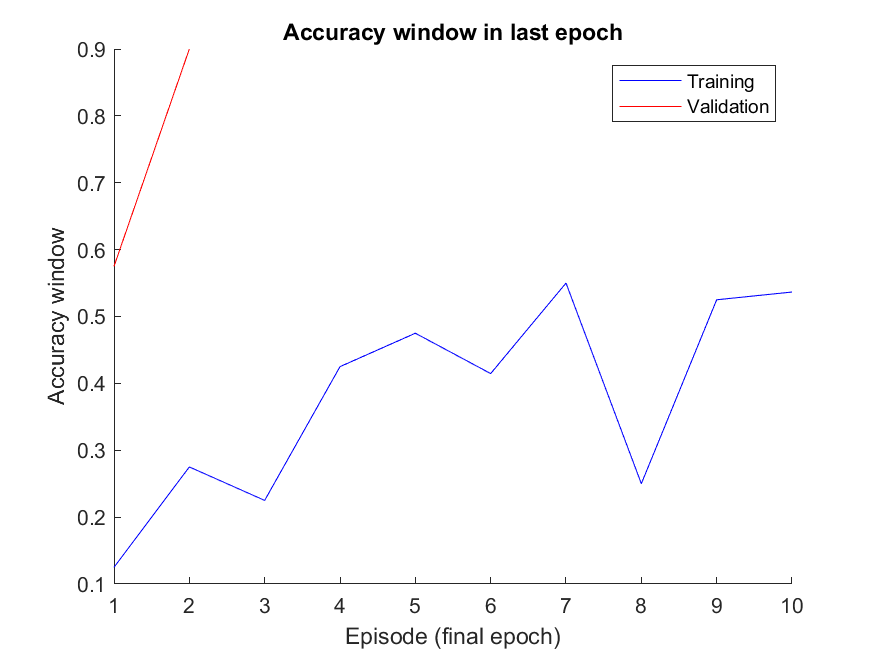 Accuracy window in last epoch
Training
Validation
0.9
0.8
0.7
0.6
0.5
0.4
0.3
0.2
0.1
Accuracy window
1 2 3 4 5 6 7 8 9 10
Episode (final epoch)